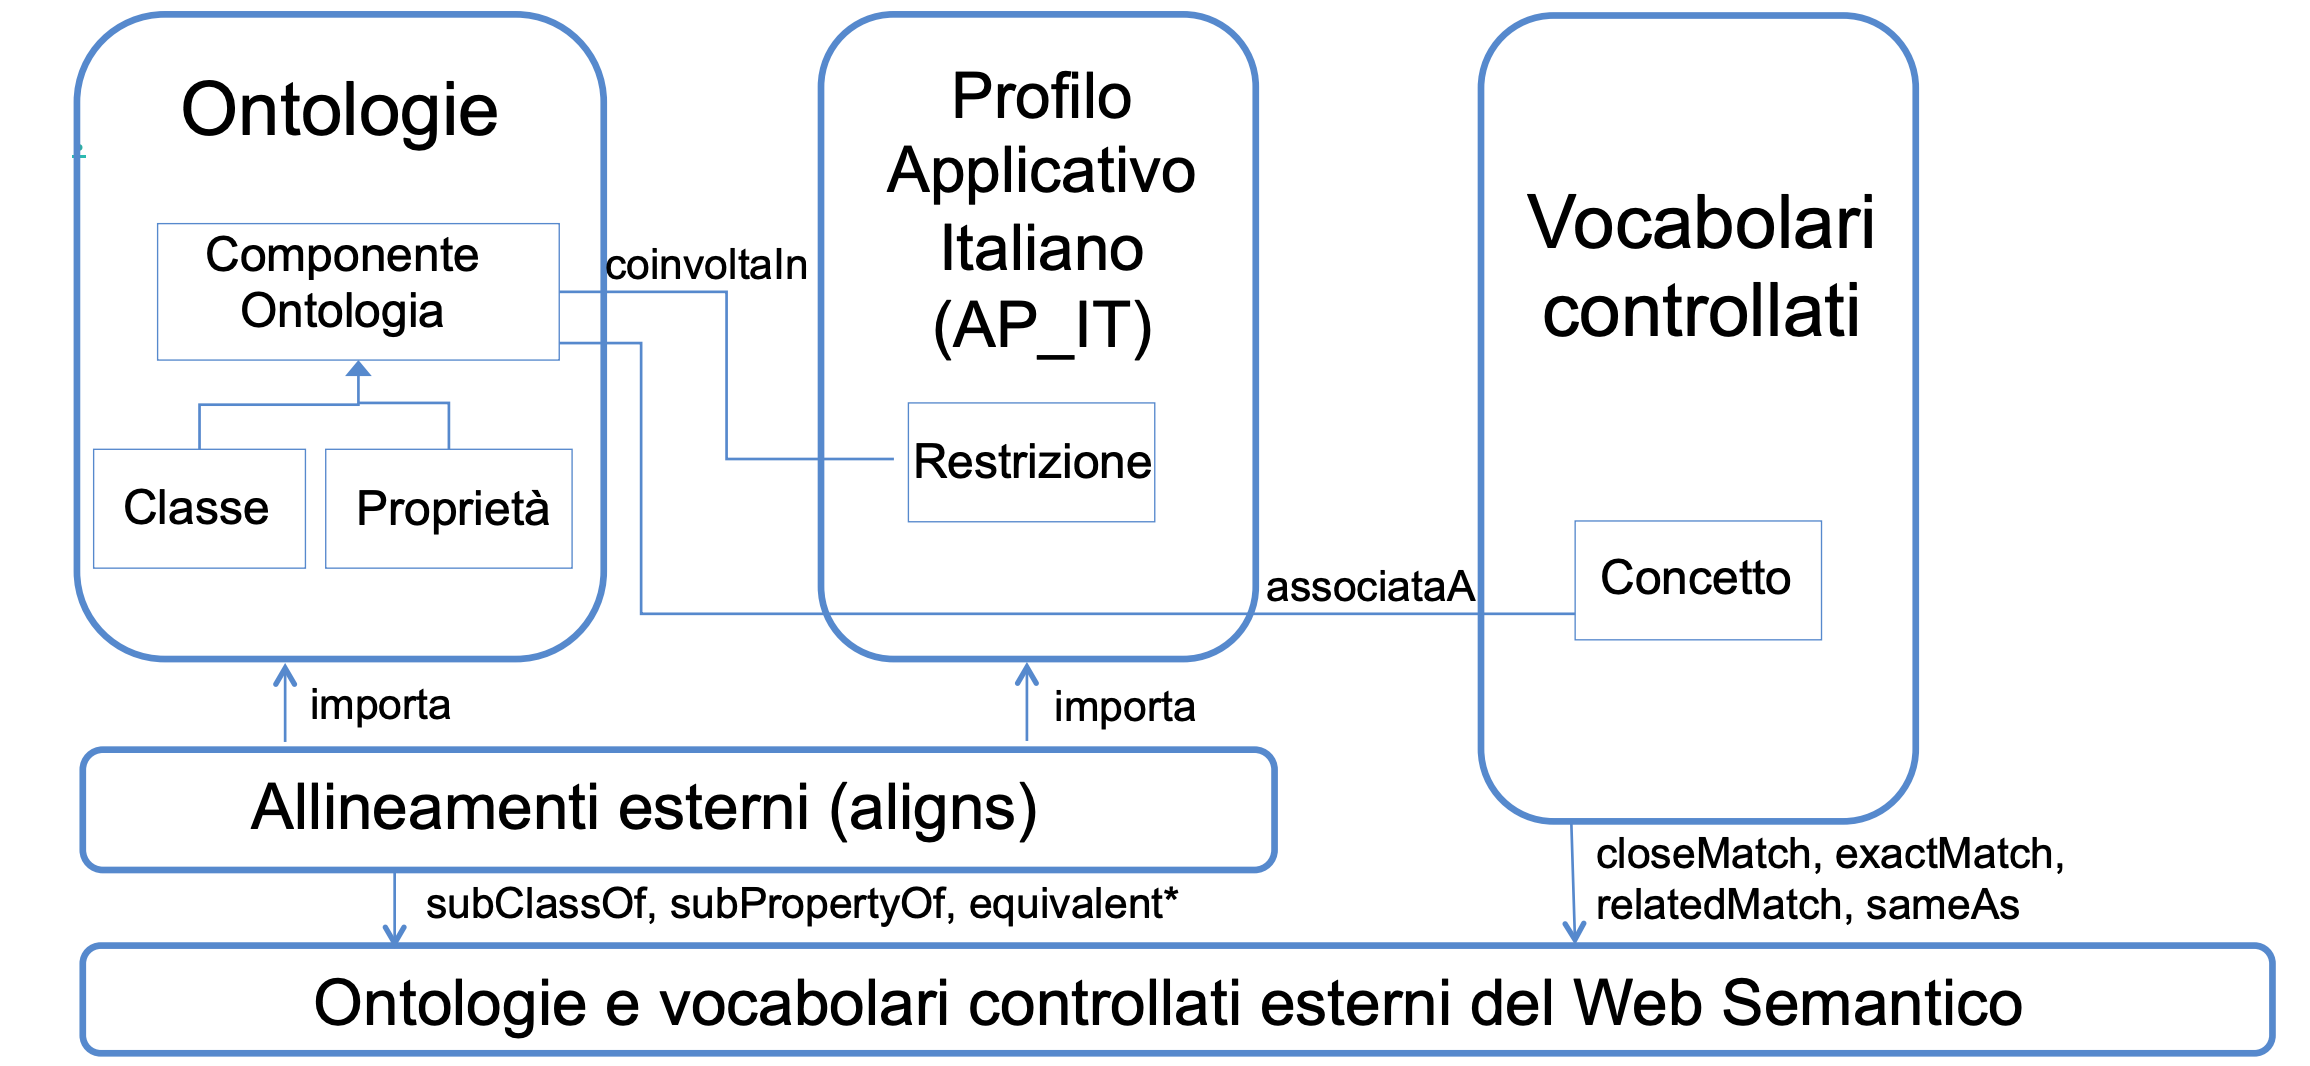 Ontologie
Componente
Ontologia
Classe
Proprietà
coinvoltaIn
Profilo
Applicativo
Italiano
(AP_IT)
Restrizione
associataA
Vocabolari
controllati
Concetto
importa
importa
Allineamenti esterni (aligns)
subClassOf, subPropertyOf, equivalent*
closeMatch, exactMatch,
relatedMatch, sameAs
Ontologie e vocabolari controllati esterni del Web Semantico